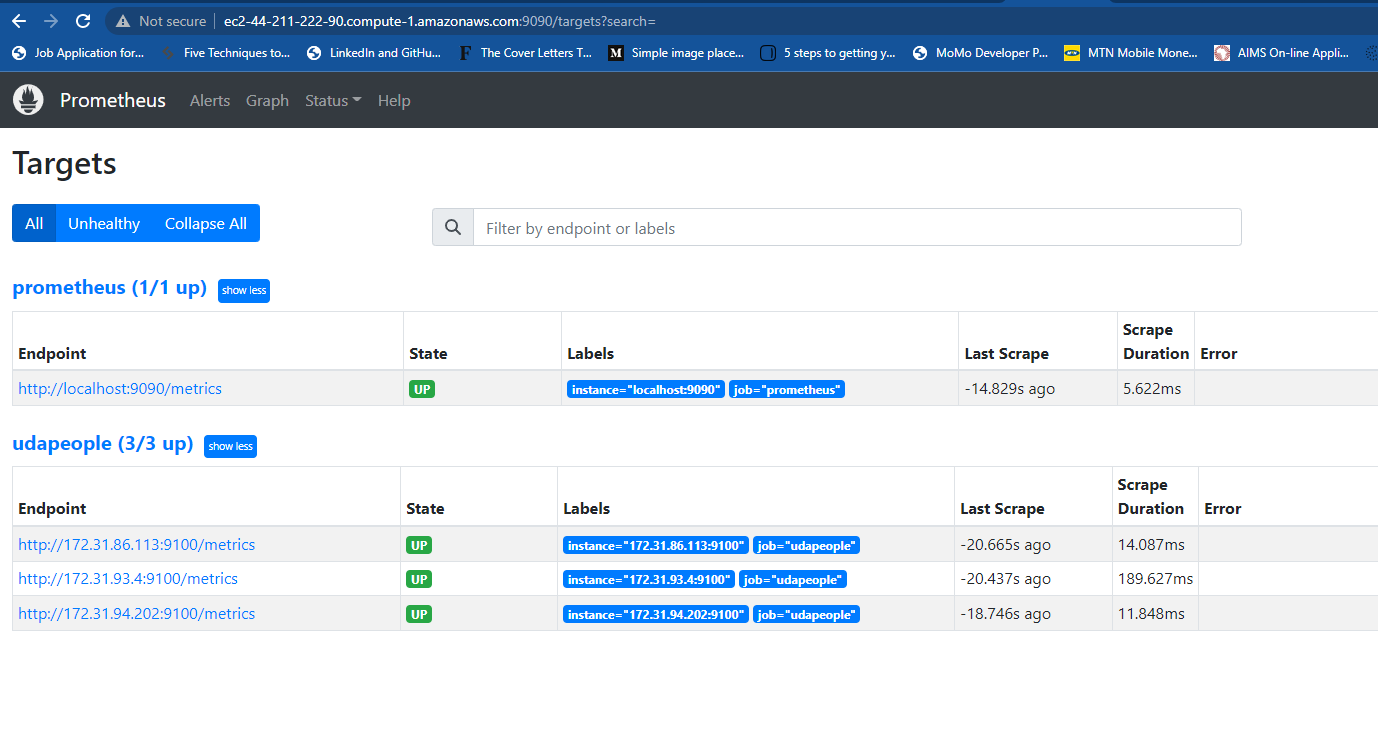 Not secure ec2-44-211-222-90.compute-1.amazonaws.com:9090/targets?search=
Job Application for... Five Techniques to... LinkedIn and GitHu... The Cover Letters T... Simple image place... 5 steps to getting y... MoMo Developer P... MTN Mobile Mone... AIMS On-line Appli...
Prometheus Alerts Graph Status Help
Targets
All Unhealthy Collapse All Filter by endpoint or labels
prometheus (1/1 up) show less
Endpoint State Labels Last Scrape Scrape Duration Error
http://localhost:9090/metrics UP instance="localhost:9090" job="prometheus" -14.829s ago 5.622ms
udapeople (3/3 up) show less
Endpoint State Labels Last Scrape Scrape Duration Error
http://172.31.86.113:9100/metrics UP instance="172.31.86.113:9100" job="udapeople" -20.665s ago 14.087ms
http://172.31.93.4:9100/metrics UP instance="172.31.93.4:9100" job="udapeople" -20.437s ago 189.627ms
http://172.31.94.202:9100/metrics UP instance="172.31.94.202:9100" job="udapeople" -18.746s ago 11.848ms